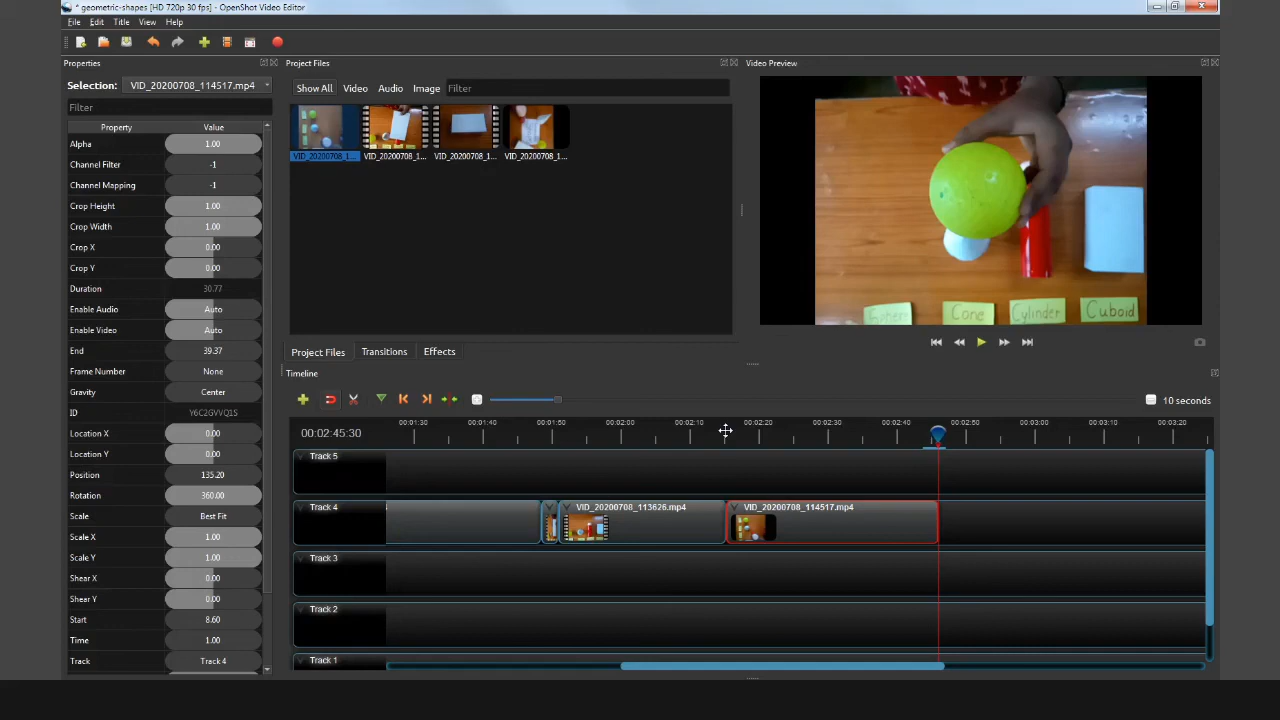 * geometric-shapes [HD 720p 30 fps] - OpenShot Video Editor
File Edit Title View Help
Properties
Selection: VID_20200708_114517.mp4
Filter
Property Value
Alpha 1.00
Channel Filter -1
Channel Mapping -1
Crop Height 1.00
Crop Width 1.00
Crop X 0.00
Crop Y 0.00
Duration 30.77
Enable Audio Auto
Enable Video Auto
End 39.37
Frame Number None
Gravity Center
ID Y6C2GVVQ1S
Location X 0.00
Location Y 0.00
Position 135.20
Rotation 360.00
Scale Best Fit
Scale X 1.00
Scale Y 1.00
Shear X 0.00
Shear Y 0.00
Start 8.60
Time 1.00
Track Track 4
Project Files
Show All Video Audio Image Filter
VID_20200708_1... VID_20200708_1... VID_20200708_1... VID_20200708_1...
Project Files Transitions Effects
Video Preview
Sphere Cone Cylinder Cuboid
Timeline
10 seconds
00:02:45:30
00:01:30 00:01:40 00:01:50 00:02:00 00:02:10 00:02:20 00:02:30 00:02:40 00:02:50 00:03:00 00:03:10 00:03:20
Track 5
Track 4 VID_20200708_113626.mp4 VID_20200708_114517.mp4
Track 3
Track 2
Track 1